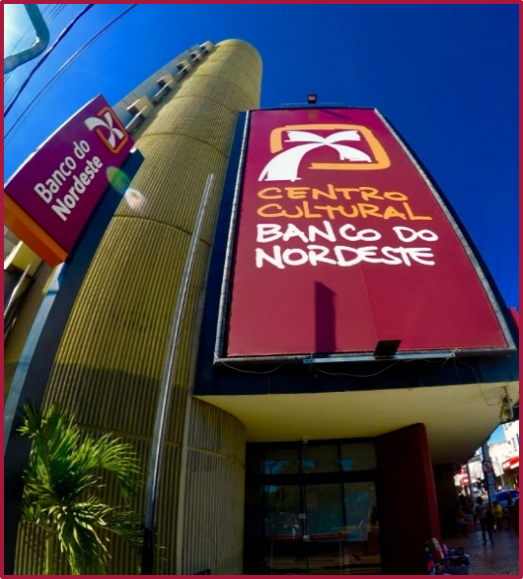 Banco do
Nordeste
CENTRO
CULTURAL
BANCO DO
NORDESTE